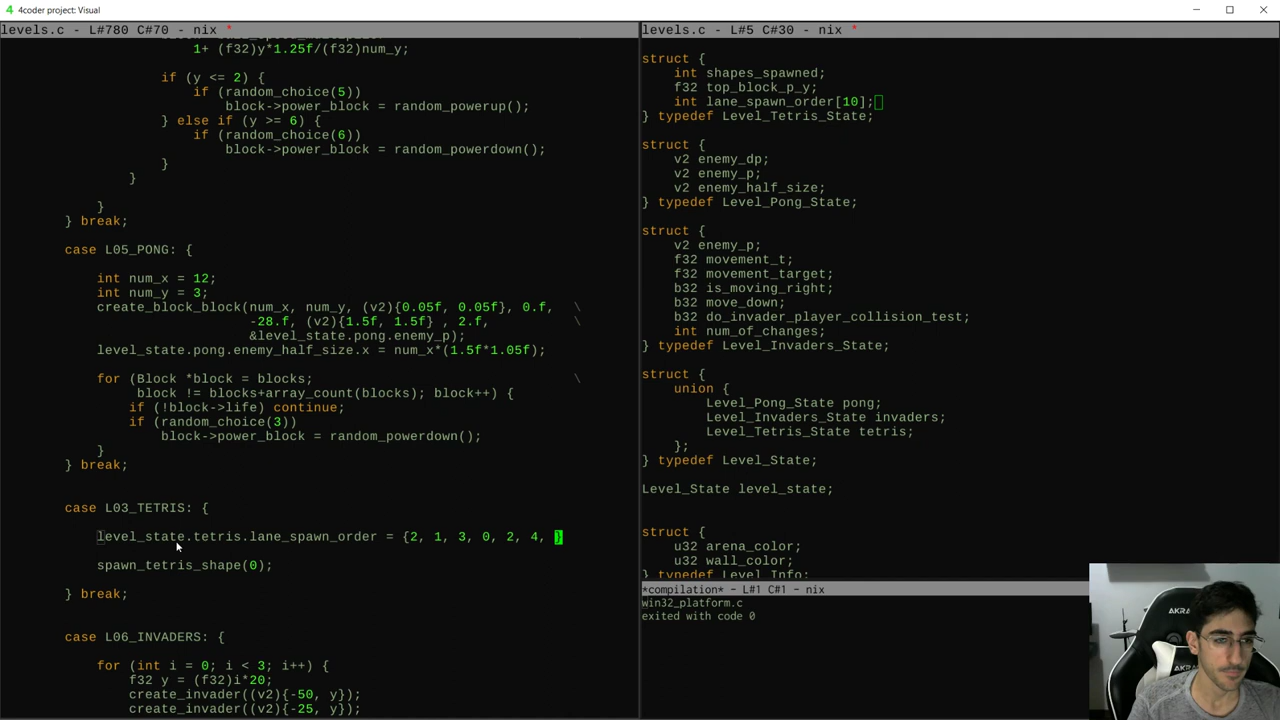 4 4coder project: Visual
levels.c - L#780 C#70 - nix *
1+ (f32)y*1.25f/(f32)num_y;
if (y <= 2) {
if (random_choice(5))
block->power_block = random_powerup();
} else if (y >= 6) {
if (random_choice(6))
block->power_block = random_powerdown();
}
}
}
} break;
case L05_PONG: {
int num_x = 12;
int num_y = 3;
create_block_block(num_x, num_y, (v2){0.05f, 0.05f}, 0.f, \
-28.f, (v2){1.5f, 1.5f} , 2.f, \
&level_state.pong.enemy_p);
level_state.pong.enemy_half_size.x = num_x*(1.5f*1.05f);
for (Block *block = blocks; \
block != blocks+array_count(blocks); block++) {
if (!block->life) continue;
if (random_choice(3))
block->power_block = random_powerdown();
}
} break;
case L03_TETRIS: {
level_state.tetris.lane_spawn_order = {2, 1, 3, 0, 2, 4, }
spawn_tetris_shape(0);
} break;
case L06_INVADERS: {
for (int i = 0; i < 3; i++) {
f32 y = (f32)i*20;
create_invader((v2){-50, y});
create_invader((v2){-25, y});
levels.c - L#5 C#30 - nix *
struct {
int shapes_spawned;
f32 top_block_p_y;
int lane_spawn_order[10];
} typedef Level_Tetris_State;
struct {
v2 enemy_dp;
v2 enemy_p;
v2 enemy_half_size;
} typedef Level_Pong_State;
struct {
v2 enemy_p;
f32 movement_t;
f32 movement_target;
b32 is_moving_right;
b32 move_down;
b32 do_invader_player_collision_test;
int num_of_changes;
} typedef Level_Invaders_State;
struct {
union {
Level_Pong_State pong;
Level_Invaders_State invaders;
Level_Tetris_State tetris;
};
} typedef Level_State;
Level_State level_state;
struct {
u32 arena_color;
u32 wall_color;
} typedef Level_Info;
*compilation* - L#1 C#1 - nix
win32_platform.c
exited with code 0
AKRA
AKRA